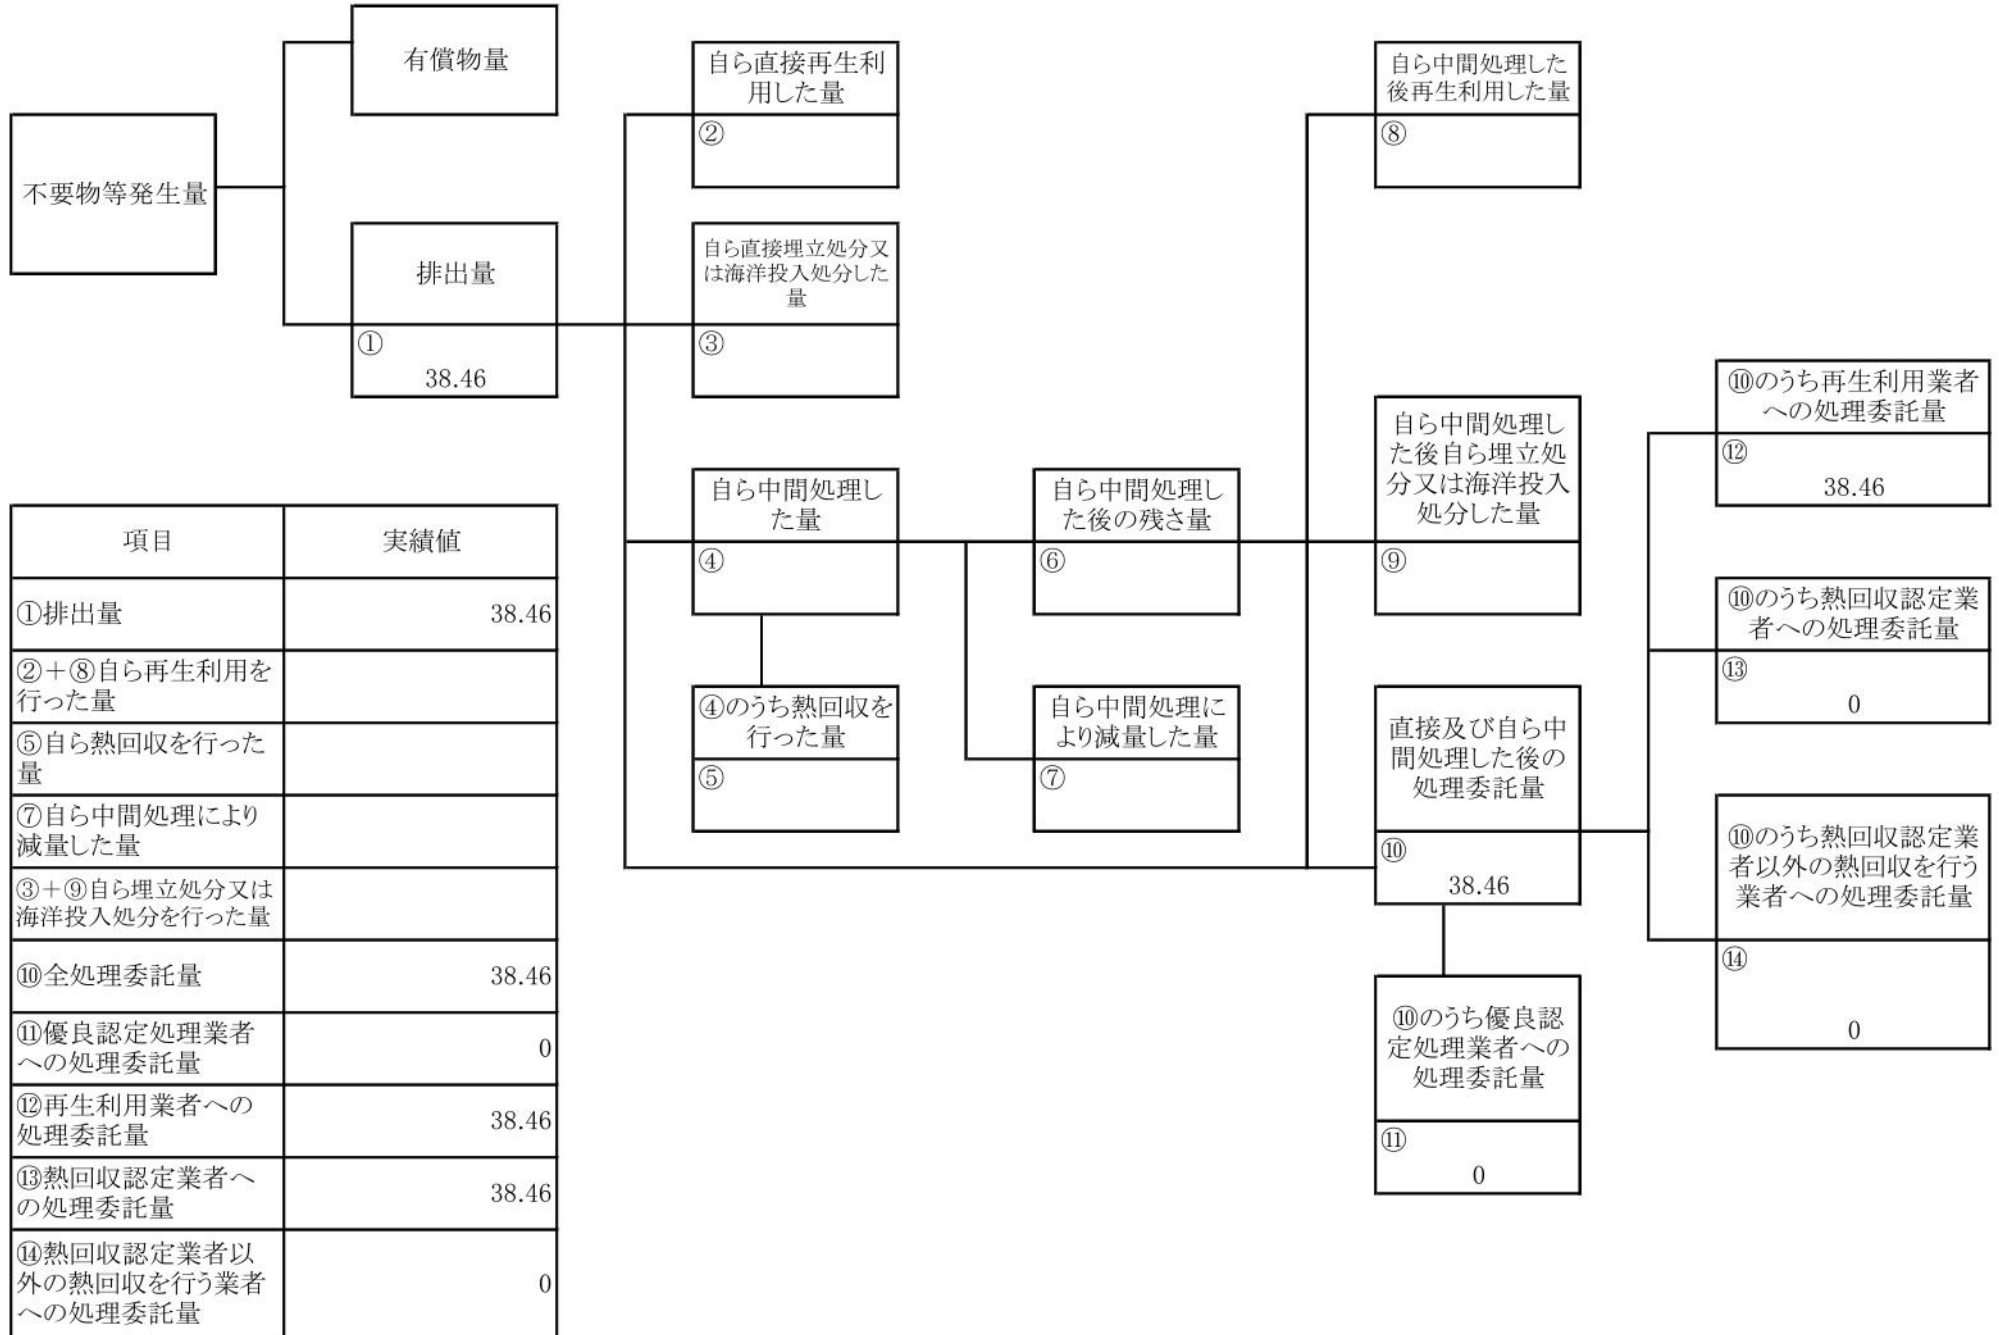 有償物量
不要物等発生量
排出量
①
38.46
自ら直接再生利
用した量
②
自ら直接埋立処分又
は海洋投入処分した
量
③
自ら中間処理し
た量
④
④のうち熱回収を
行った量
⑤
自ら中間処理し
た後の残さ量
⑥
自ら中間処理に
より減量した量
⑦
自ら中間処理した
後再生利用した量
⑧
自ら中間処理し
た後自ら埋立処
分又は海洋投入
処分した量
⑨
直接及び自ら中
間処理した後の
処理委託量
⑩
38.46
⑩のうち優良認
定処理業者への
処理委託量
⑪
0
⑩のうち再生利用業者
への処理委託量
⑫
38.46
⑩のうち熱回収認定業
者への処理委託量
⑬
0
⑩のうち熱回収認定業
者以外の熱回収を行う
業者への処理委託量
⑭
0
項目 実績値
①排出量 38.46
②+⑧自ら再生利用を
行った量
⑤自ら熱回収を行った
量
⑦自ら中間処理により
減量した量
③+⑨自ら埋立処分又は
海洋投入処分を行った量
⑩全処理委託量 38.46
⑪優良認定処理業者
への処理委託量 0
⑫再生利用業者への
処理委託量 38.46
⑬熱回収認定業者へ
の処理委託量 38.46
⑭熱回収認定業者以
外の熱回収を行う業者 0
への処理委託量